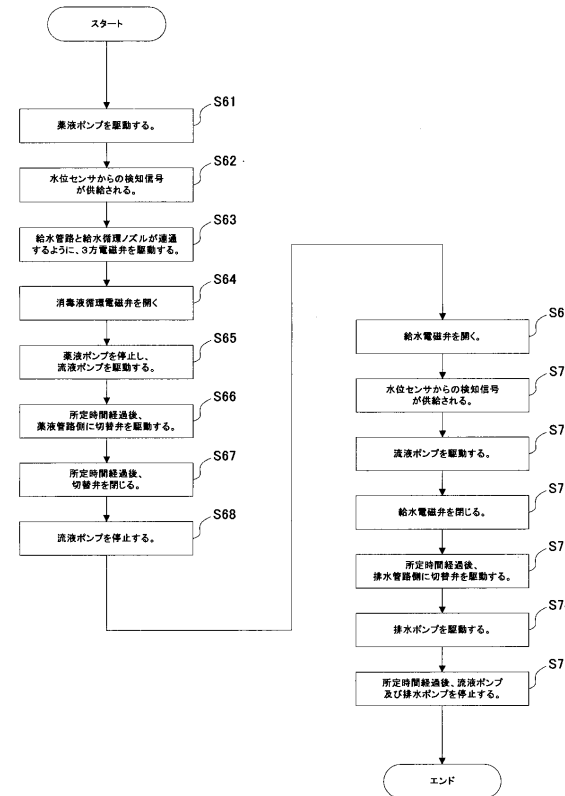 スタート
S61
薬液ポンプを駆動する。
S62
水位センサからの検知信号
が供給される。
S63
給水管路と給水循環ノズルが連通
するように、3方電磁弁を駆動する。
S64
消毒液循環電磁弁を開く
S65
薬液ポンプを停止し、
流液ポンプを駆動する。
S66
所定時間経過後、
薬液管路側に切替弁を駆動する。
S67
所定時間経過後、
切替弁を閉じる。
S68
流液ポンプを停止する。
S6
給水電磁弁を開く。
S7
水位センサからの検知信号
が供給される。
S7
流液ポンプを駆動する。
S7
給水電磁弁を閉じる。
S7
所定時間経過後、
排水管路側に切替弁を駆動する。
S7
排水ポンプを駆動する。
S7
所定時間経過後、流液ポンプ
及び排水ポンプを停止する。
エンド